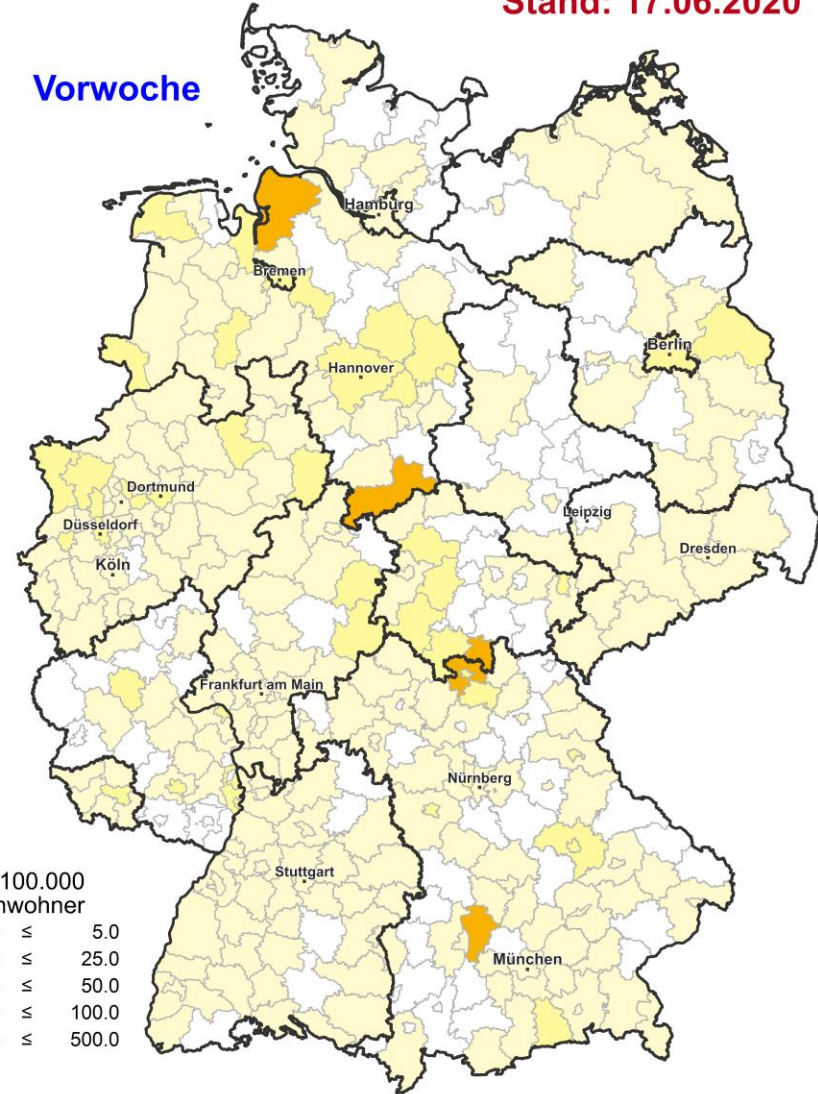 Stand: 17.06.2020
Vorwoche
Hamburg
Bremen
Berlin
Hannover
Dortmund
Düsseldorf
Leipzig
Köln
Dresden
Frankfurt am Main
Nürnberg
Stuttgart
100.000
≤ 5.0
≤ 25.0
München
≤ 50.0
≤ 100.0
≤ 500.0